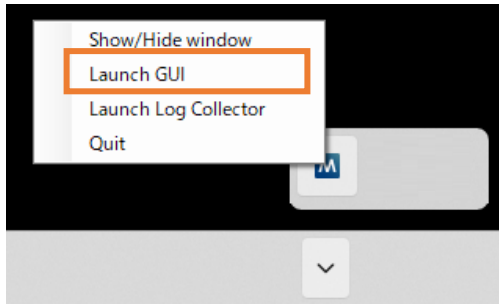 Show/Hide window
Launch GUI
Launch Log Collector
Quit
M